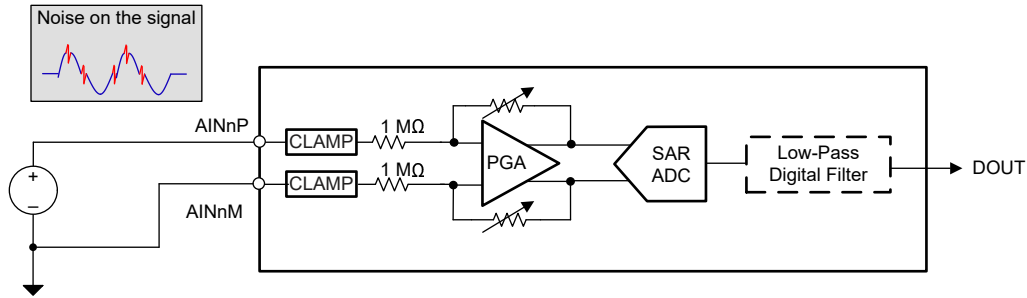 Noise on the signal
AINnP
1 MΩ
CLAMP
+
–
PGA
SAR
ADC
Low-Pass
Digital Filter
DOUT
1 MΩ
CLAMP
AINnM